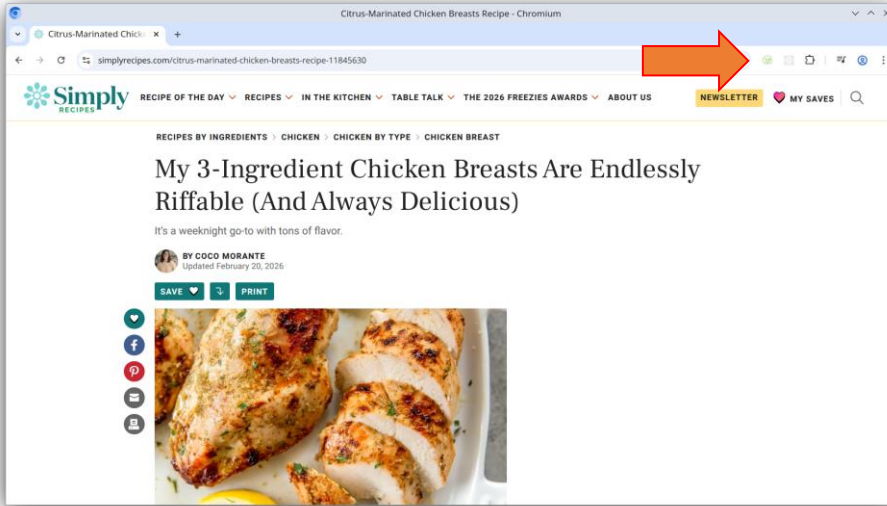 Citrus-Marinated Chicken Breasts Recipe - Chromium
Citrus-Marinated Chick
simplyrecipes.com/citrus-marinated-chicken-breasts-recipe-11845630
Simply
RECIPES
RECIPE OF THE DAY RECIPES IN THE KITCHEN TABLE TALK THE 2026 FREEZIES AWARDS ABOUT US
NEWSLETTER MY SAVES
RECIPES BY INGREDIENTS > CHICKEN > CHICKEN BY TYPE > CHICKEN BREAST
My 3-Ingredient Chicken Breasts Are Endlessly
Riffable (And Always Delicious)
It's a weeknight go-to with tons of flavor.
BY COCO MORANTE
Updated February 20, 2026
SAVE PRINT